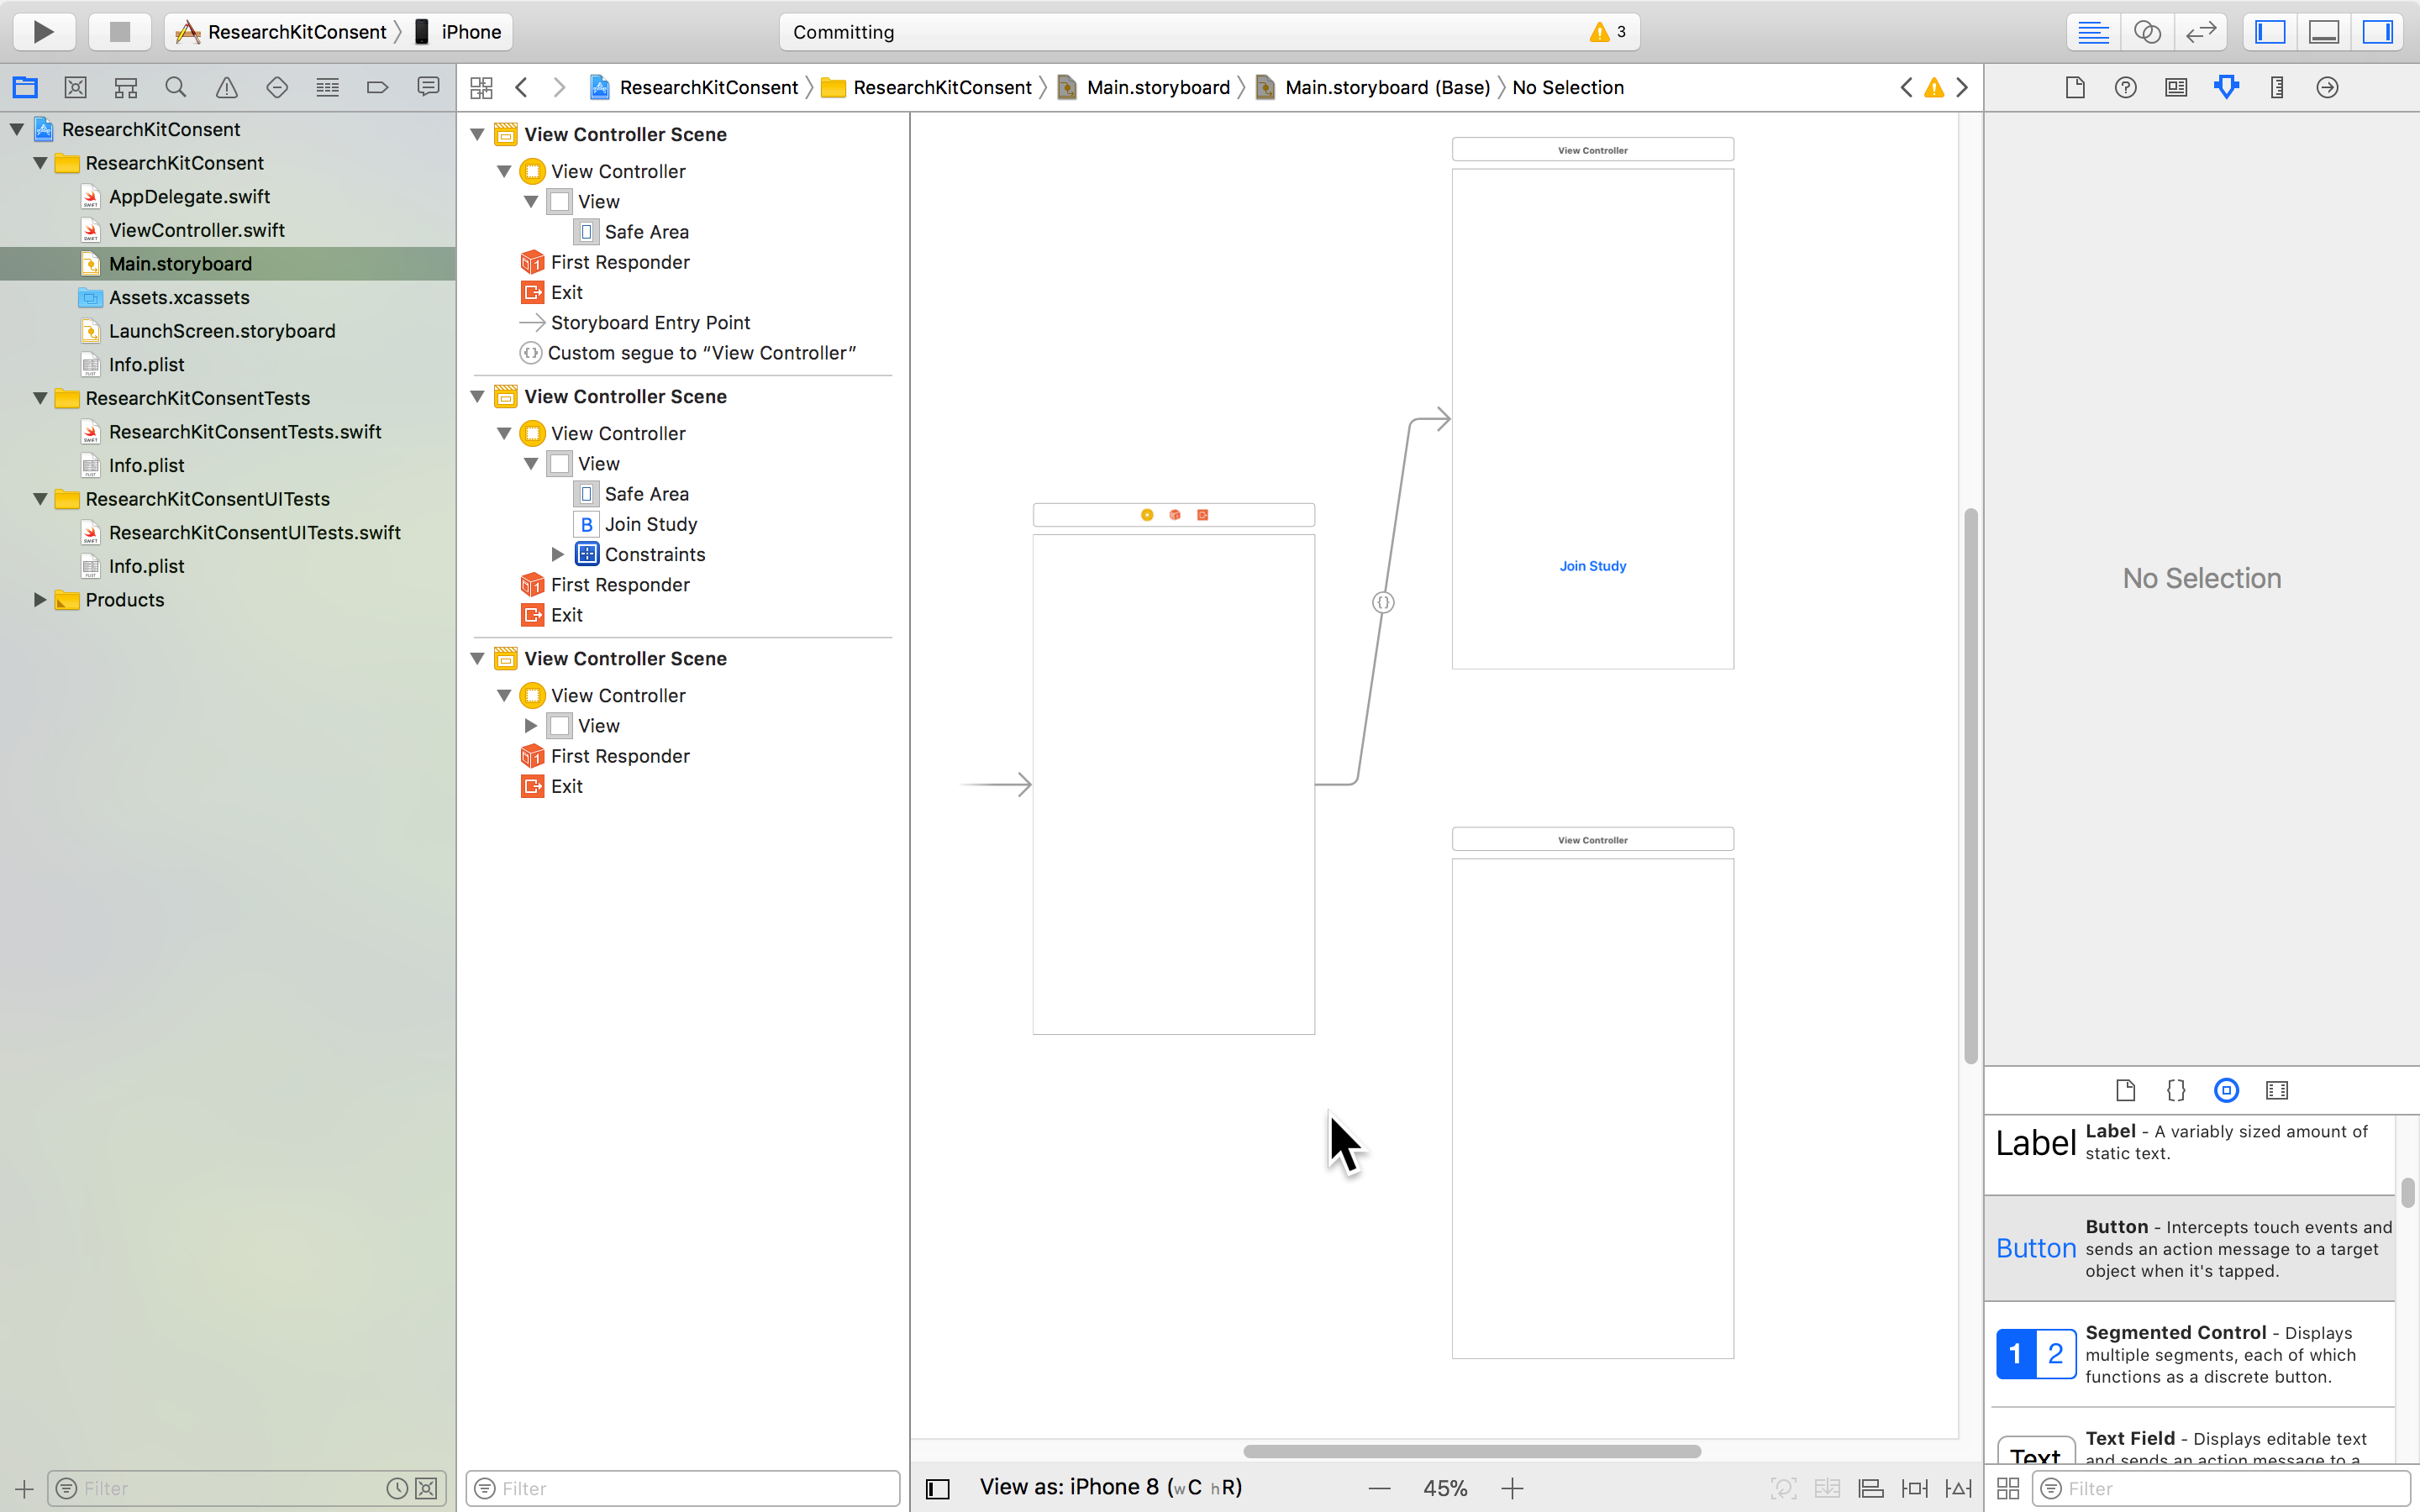 ResearchKitConsent iPhone
Committing
3
ResearchKitConsent ResearchKitConsent Main.storyboard Main.storyboard (Base) No Selection
ResearchKitConsent
ResearchKitConsent
AppDelegate.swift
ViewController.swift
Main.storyboard
Assets.xcassets
LaunchScreen.storyboard
Info.plist
ResearchKitConsentTests
ResearchKitConsentTests.swift
Info.plist
ResearchKitConsentUITests
ResearchKitConsentUITests.swift
Info.plist
Products
Filter
View Controller Scene
View Controller
View
Safe Area
First Responder
Exit
Storyboard Entry Point
Custom segue to “View Controller”
View Controller Scene
View Controller
View
Safe Area
B Join Study
Constraints
First Responder
Exit
View Controller Scene
View Controller
View
First Responder
Exit
Filter
View Controller
Join Study
View Controller
View as: iPhone 8 (wC hR)
45%
No Selection
Label
Label - A variably sized amount of
static text.
Button
Button - Intercepts touch events and
sends an action message to a target
object when it's tapped.
1 2
Segmented Control - Displays
multiple segments, each of which
functions as a discrete button.
Text
Text Field - Displays editable text
and sends an action message to a
Filter